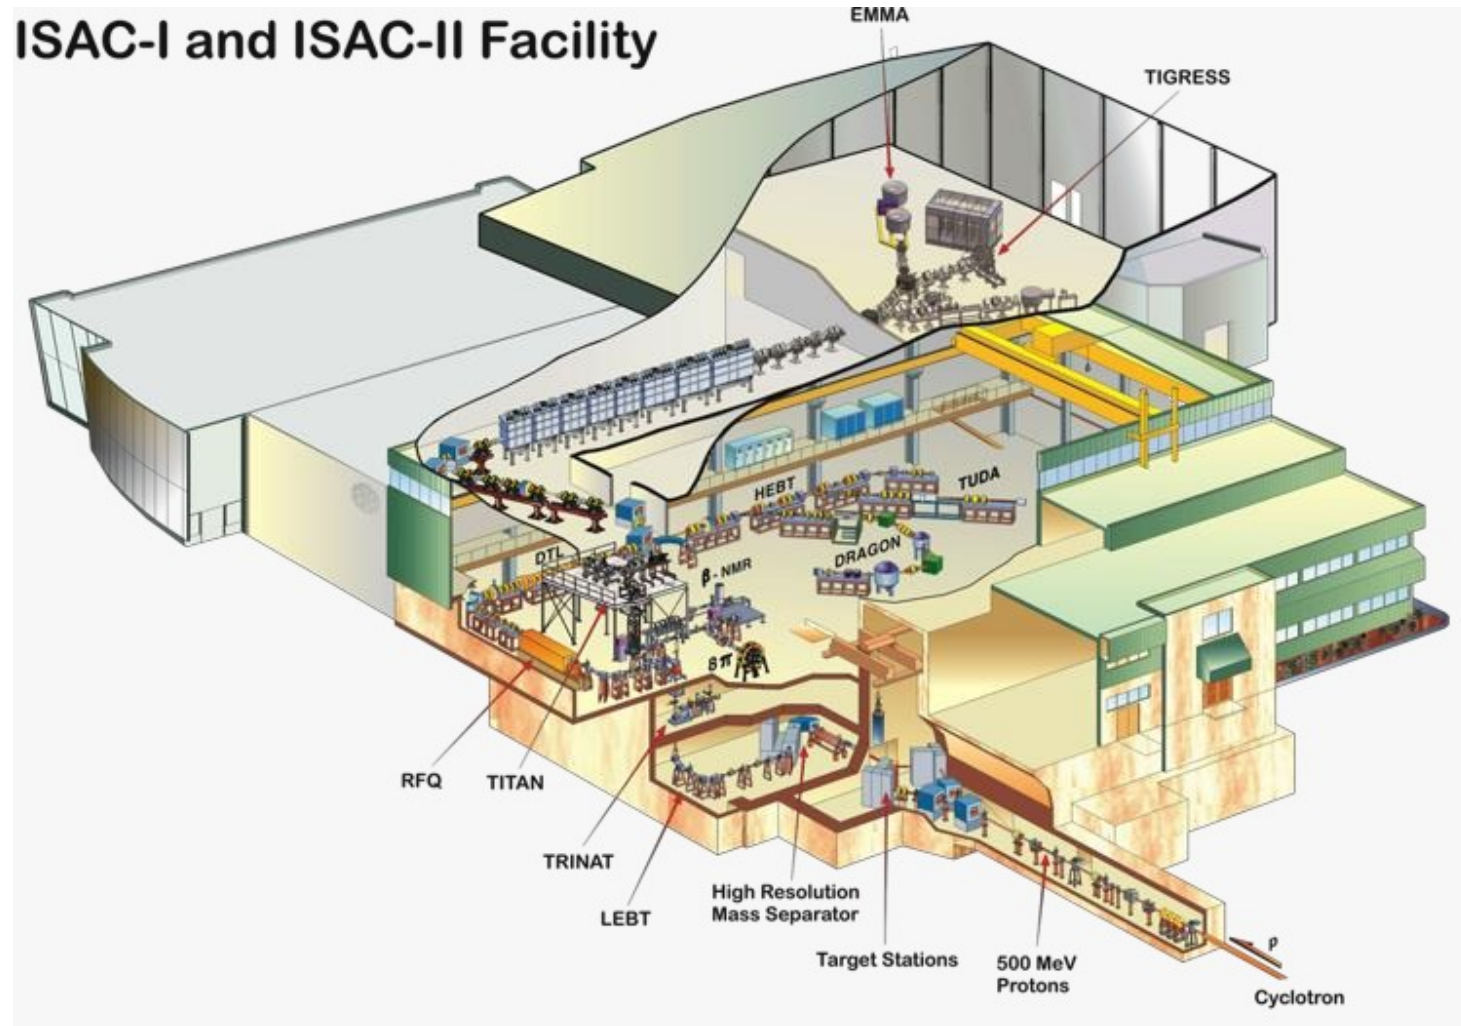 ISAC-I and ISAC-II Facility
EMMA
TIGRESS
HEBT
TUDA
DTL
β-NMR
DRAGON
8π
RFQ
TITAN
TRINAT
LEBT
High Resolution
Mass Separator
Target Stations
500 MeV
Protons
p
Cyclotron